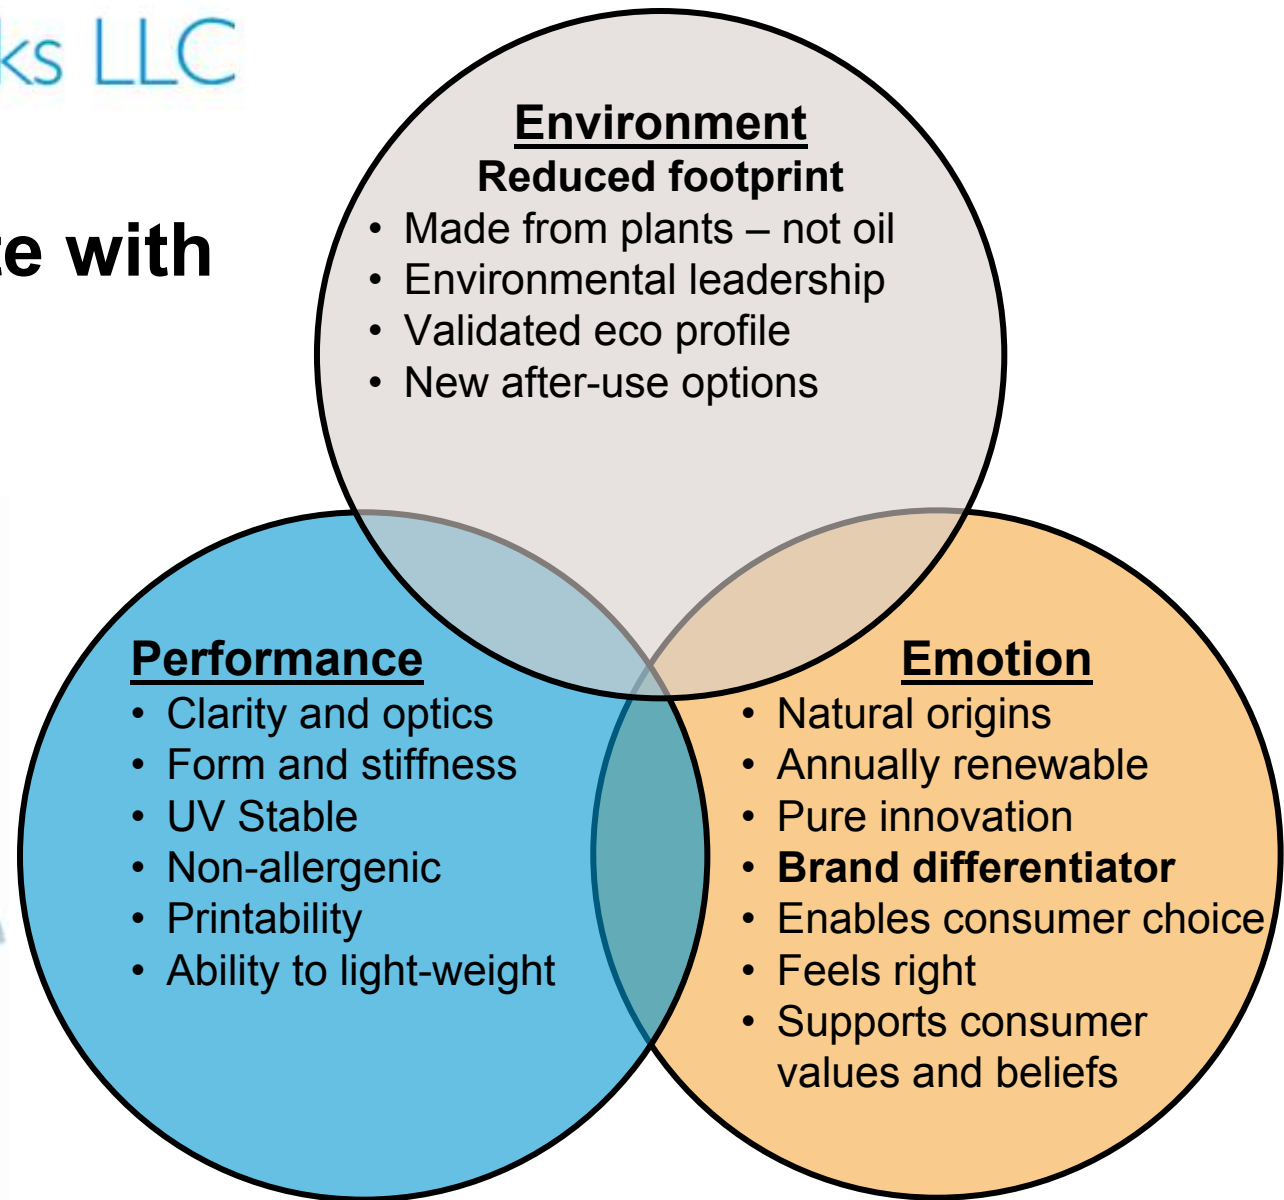 ks LLC
te with
Environment
Reduced footprint
• Made from plants – not oil
• Environmental leadership
• Validated eco profile
• New after-use options
Performance
• Clarity and optics
• Form and stiffness
• UV Stable
• Non-allergenic
• Printability
• Ability to light-weight
Emotion
• Natural origins
• Annually renewable
• Pure innovation
• Brand differentiator
• Enables consumer choice
• Feels right
• Supports consumer
values and beliefs